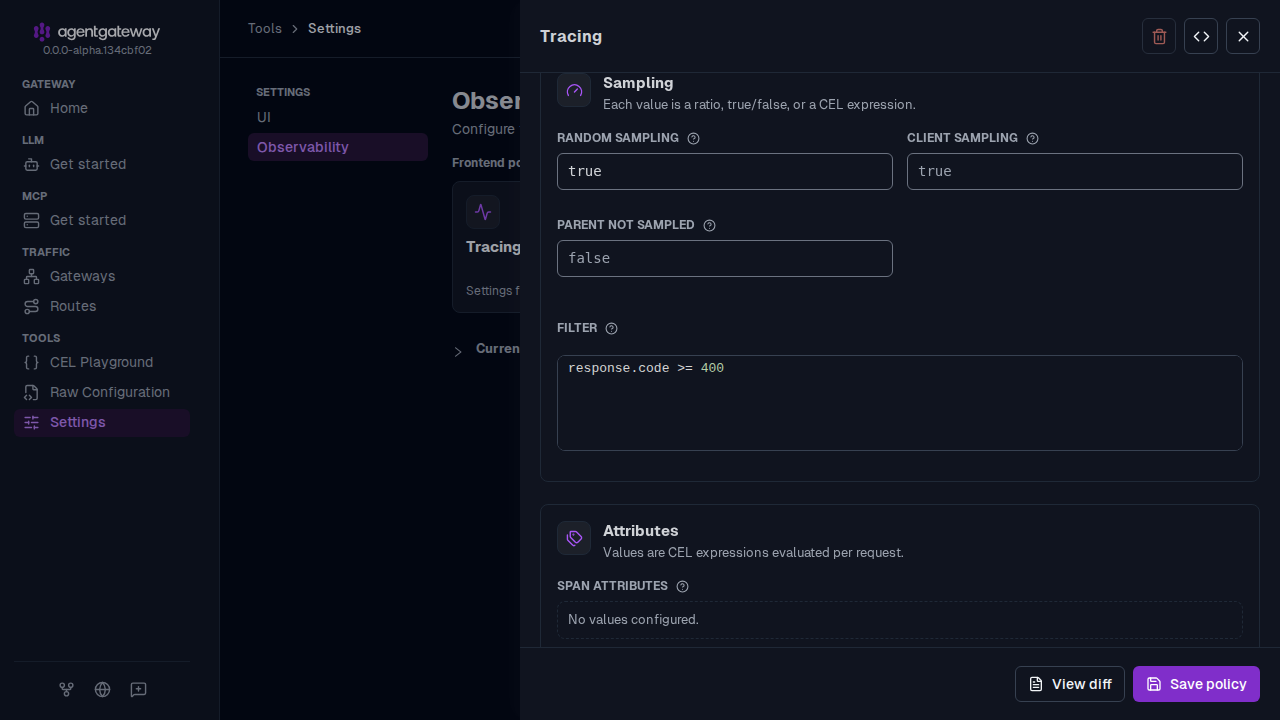 agentgateway
0.0.0-alpha.134cbf02
GATEWAY
Home
LLM
Get started
MCP
Get started
TRAFFIC
Gateways
Routes
TOOLS
CEL Playground
Raw Configuration
Settings
Tools > Settings
SETTINGS
UI
Observability
Obser
Configure
Frontend po
Tracing
Settings f
Curren
Tracing
Sampling
Each value is a ratio, true/false, or a CEL expression.
RANDOM SAMPLING
true
CLIENT SAMPLING
true
PARENT NOT SAMPLED
false
FILTER
response.code >= 400
Attributes
Values are CEL expressions evaluated per request.
SPAN ATTRIBUTES
No values configured.
View diff
Save policy